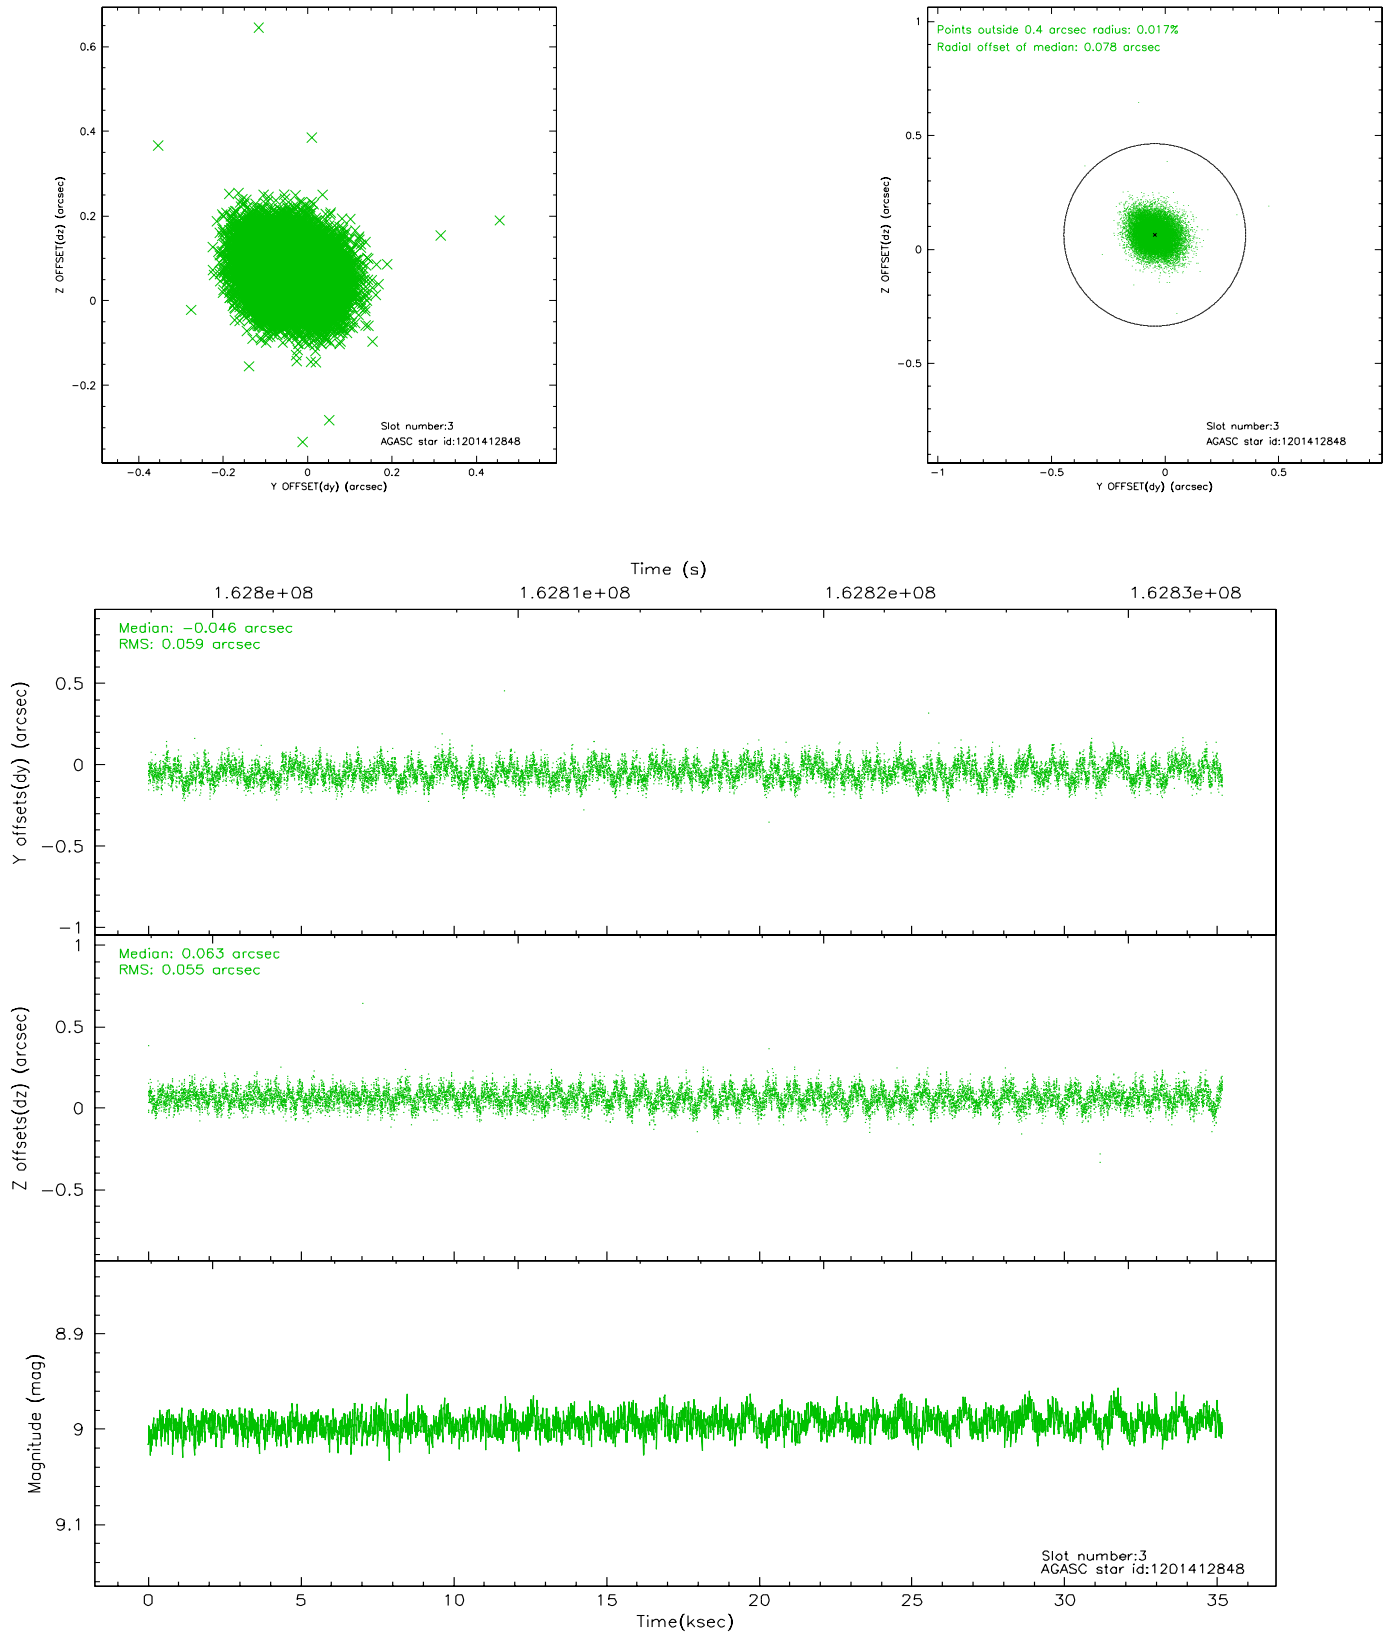 0.6
0.4
0.2
0
−0.2
Z OFFSET(dz) (arcsec)
Slot number:3
AGASC star id:1201412848
−0.4 −0.2 0 0.2 0.4
Y OFFSET(dy) (arcsec)
Points outside 0.4 arcsec radius: 0.017%
Radial offset of median: 0.078 arcsec
1
0.5
0
−0.5
Z OFFSET(dz) (arcsec)
Slot number:3
AGASC star id:1201412848
−1 −0.5 0 0.5
Y OFFSET(dy) (arcsec)
Time (s)
1.628e+08 1.6281e+08 1.6282e+08 1.6283e+08
Median: −0.046 arcsec
RMS: 0.059 arcsec
0.5
0
−0.5
−1
Y offsets(dy) (arcsec)
Median: 0.063 arcsec
RMS: 0.055 arcsec
1
0.5
0
−0.5
Z offsets(dz) (arcsec)
8.9
9
9.1
Magnitude (mag)
Slot number:3
AGASC star id:1201412848
0 5 10 15 20 25 30 35
Time(ksec)